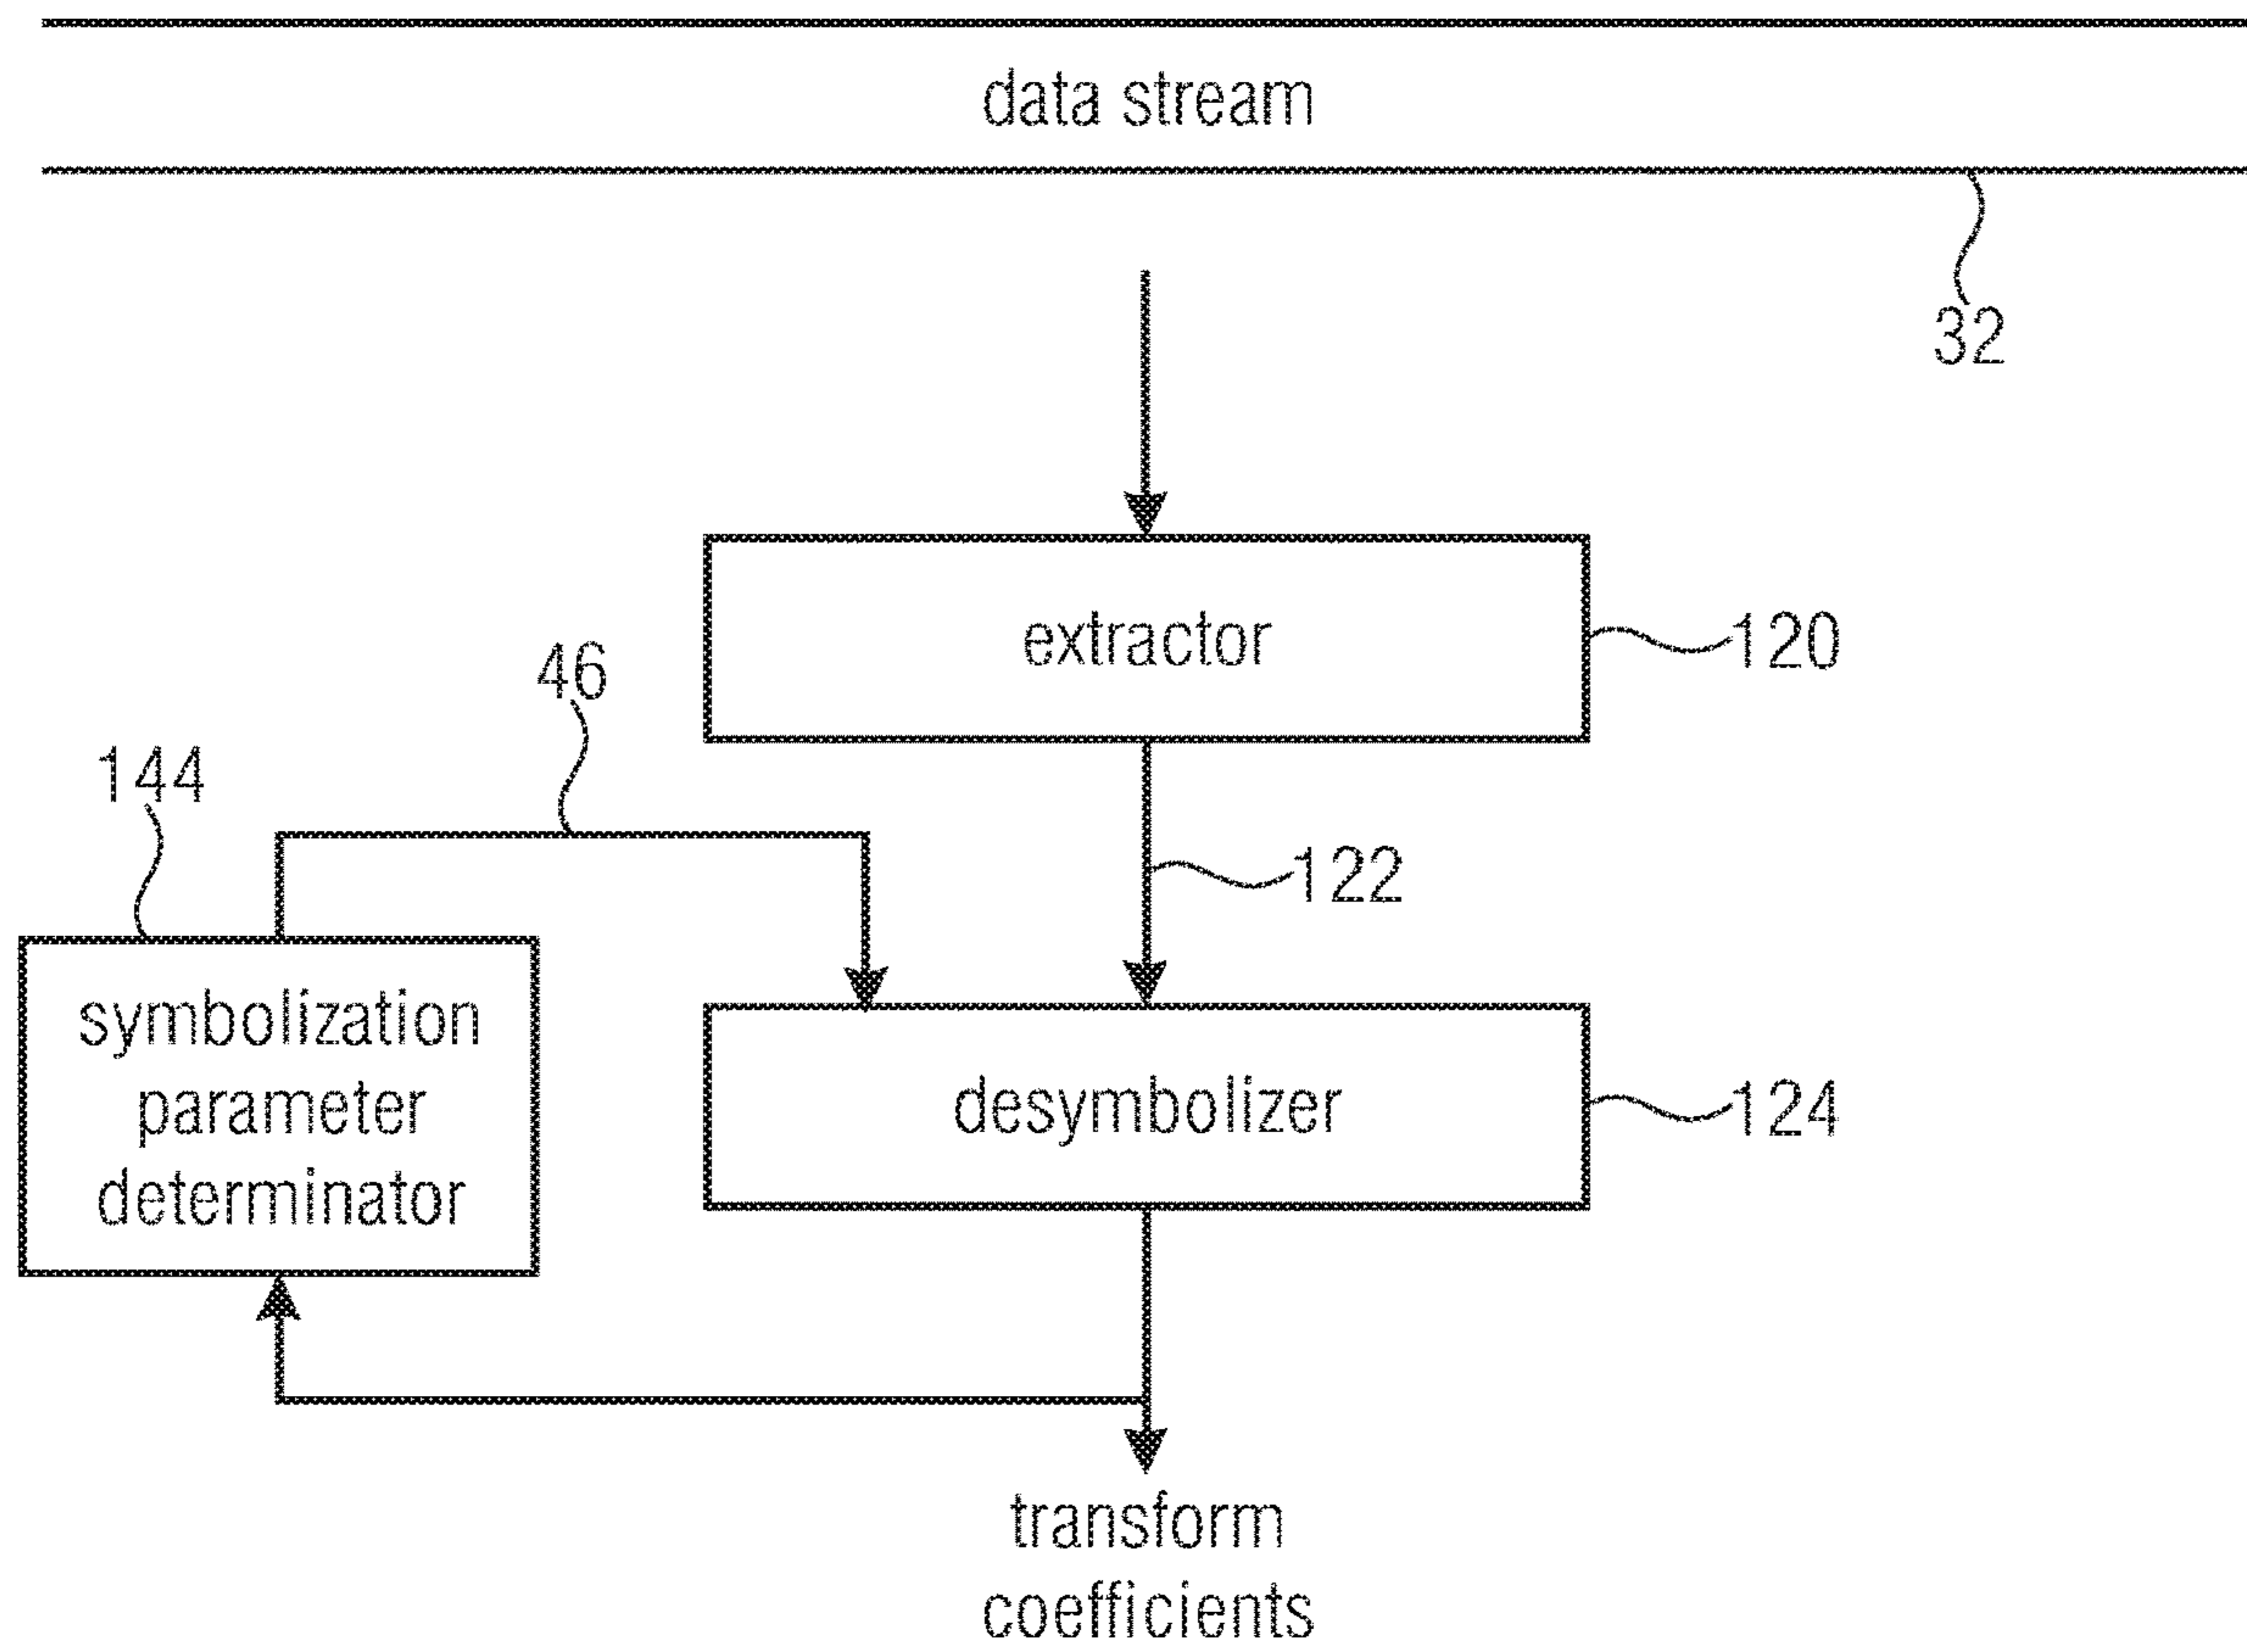 data stream
32
extractor
120
46
144
122
symbolization
parameter
determinator
desymbolizer
124
transform
coefficients